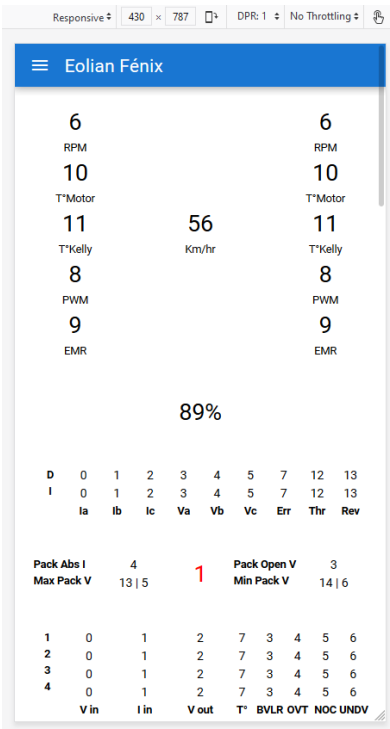 Responsive 430 × 787 DPR: 1 No Throttling
Eolian Fénix
6 6
RPM RPM
10 10
T°Motor T°Motor
11 56 11
T°Kelly Km/hr T°Kelly
8 8
PWM PWM
9 9
EMR EMR
89%
D 0 1 2 3 4 5 7 12 13
I 0 1 2 3 4 5 7 12 13
Ia Ib Ic Va Vb Vc Err Thr Rev
Pack Abs I 4 1 Pack Open V 3
Max Pack V 13 | 5 Min Pack V 14 | 6
1 0 1 2 7 3 4 5 6
2 0 1 2 7 3 4 5 6
3 0 1 2 7 3 4 5 6
4 0 1 2 7 3 4 5 6
V in I in V out T° BVLR OVT NOC UNDV